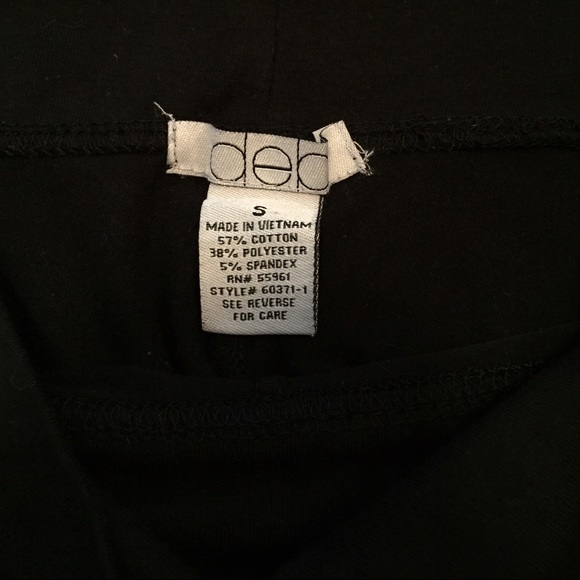 deb
S
MADE IN VIETNAM
57% COTTON
38% POLYESTER
5% SPANDEX
RN# 55961
STYLE# 60371-1
SEE REVERSE
FOR CARE